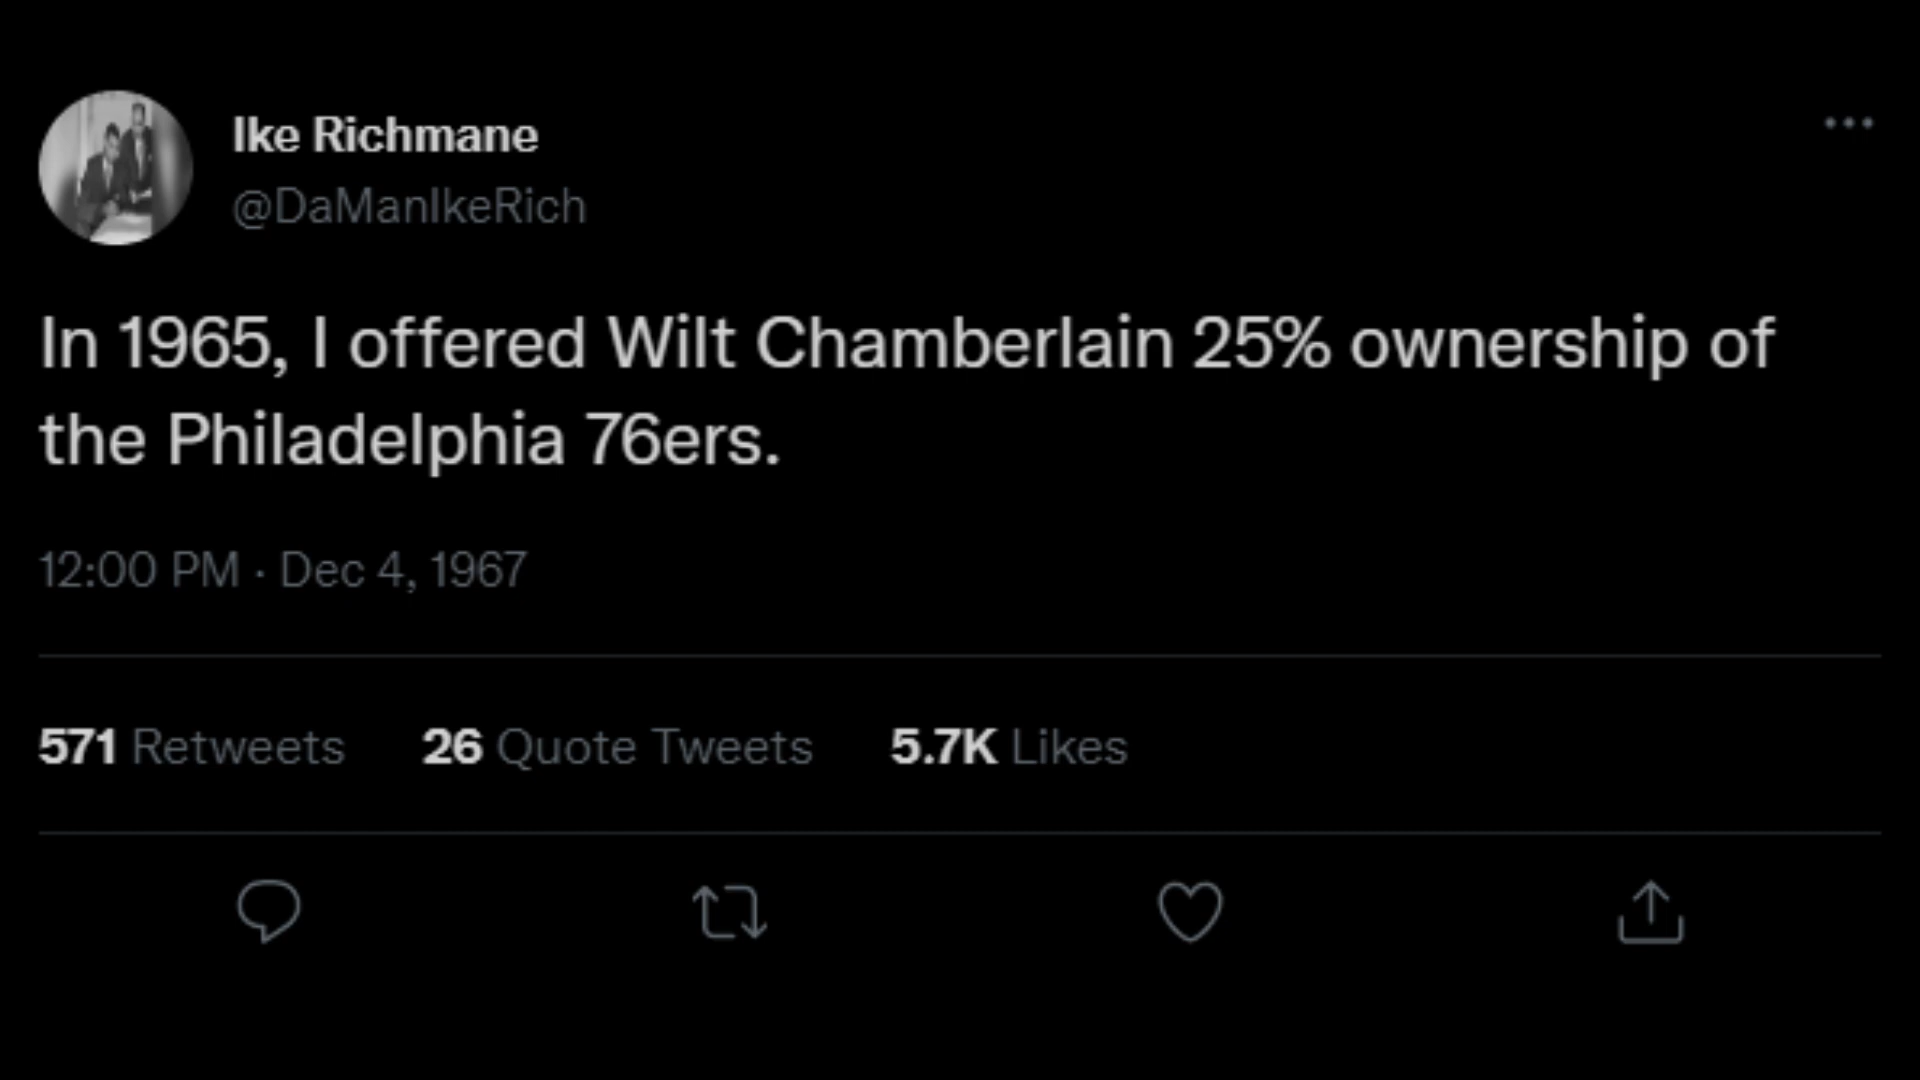 Ike Richmane
@DaManIkeRich
In 1965, I offered Wilt Chamberlain 25% ownership of
the Philadelphia 76ers.
12:00 PM · Dec 4, 1967
571 Retweets 26 Quote Tweets 5.7K Likes